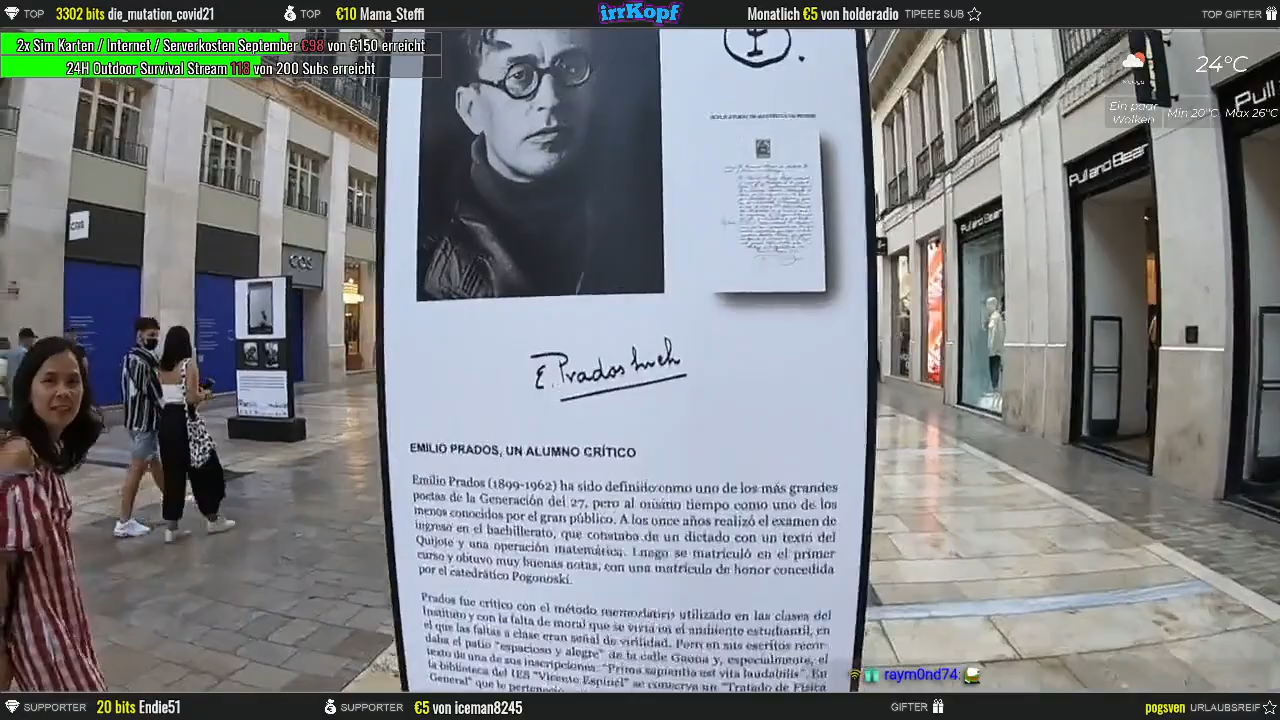 TOP 3302 bits die_mutation_covid21
TOP €10 Mama_Steffi
irrKopf
Monatlich €5 von holderadio TIPEEE SUB
TOP GIFTER
2x Sim Karten / Internet / Serverkosten September €98 von €150 erreicht
24H Outdoor Survival Stream 118 von 200 Subs erreicht
24°C
Ein paar Wolken
Min 20°C Max 26°C
Pull
Pull and Bear
Pull and Bear
COS
COS
E. Prados Such
EMILIO PRADOS, UN ALUMNO CRÍTICO
Emilio Prados (1899-1962) ha sido definido como uno de los más grandes
poetas de la Generación del 27, pero al mismo tiempo como uno de los
menos conocidos por el gran público. A los once años realizó el examen de
ingreso en el bachillerato, que constaba de un dictado con un texto del
Quijote y una operación matemática. Luego se matriculó en el primer
curso y obtuvo muy buenas notas, con una matrícula de honor concedida
por el catedrático Pogonoski.
Prados fue crítico con el método memorístico utilizado en las clases del
Instituto y con la falta de moral que se vivía en el ambiente estudiantil, en
el que las faltas a clase eran señal de virilidad. Pero en sus escritos recor-
daba el patio "espacioso y alegre" de la calle Gaona y, especialmente, el
texto de una de sus inscripciones: "Prima sapientia est vita laudabilis". En
la biblioteca del IES "Vicente Espinel" se conserva un "Tratado de Física
General" que le perteneció
raym0nd74:
SUPPORTER 20 bits Endie51
SUPPORTER €5 von iceman8245
GIFTER
pogsven URLAUBSREIF